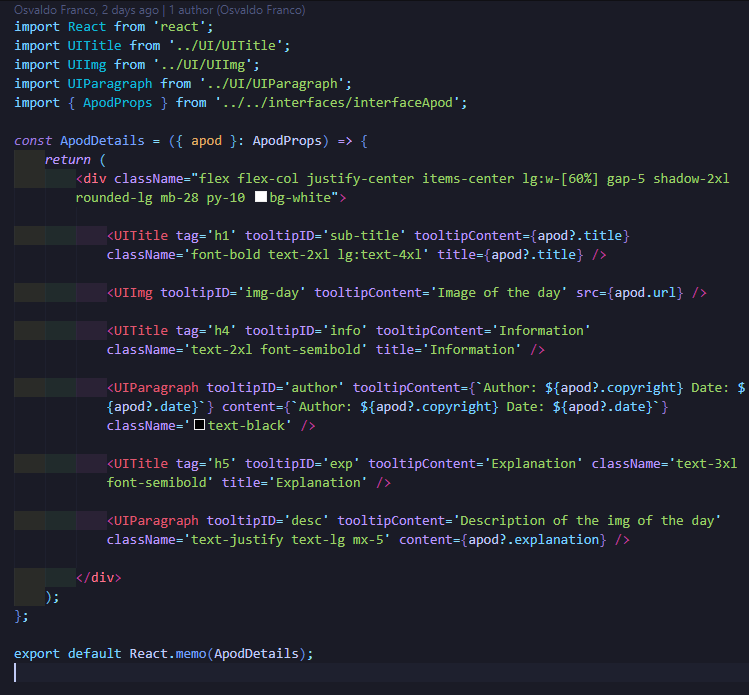 Osvaldo Franco, 2 days ago | 1 author (Osvaldo Franco)
import React from 'react';
import UITitle from '../UI/UITitle';
import UIImg from '../UI/UIImg';
import UIParagraph from '../UI/UIParagraph';
import { ApodProps } from '../../interfaces/interfaceApod';
const ApodDetails = ({ apod }: ApodProps) => {
return (
<div className="flex flex-col justify-center items-center lg:w-[60%] gap-5 shadow-2xl
rounded-lg mb-28 py-10 bg-white">
<UITitle tag='h1' tooltipID='sub-title' tooltipContent={apod?.title}
className='font-bold text-2xl lg:text-4xl' title={apod?.title} />
<UIImg tooltipID='img-day' tooltipContent='Image of the day' src={apod.url} />
<UITitle tag='h4' tooltipID='info' tooltipContent='Information'
className='text-2xl font-semibold' title='Information' />
<UIParagraph tooltipID='author' tooltipContent={`Author: ${apod?.copyright} Date: $
{apod?.date}`} content={`Author: ${apod?.copyright} Date: ${apod?.date}`}
className='text-black' />
<UITitle tag='h5' tooltipID='exp' tooltipContent='Explanation' className='text-3xl
font-semibold' title='Explanation' />
<UIParagraph tooltipID='desc' tooltipContent='Description of the img of the day'
className='text-justify text-lg mx-5' content={apod?.explanation} />
</div>
);
};
export default React.memo(ApodDetails);